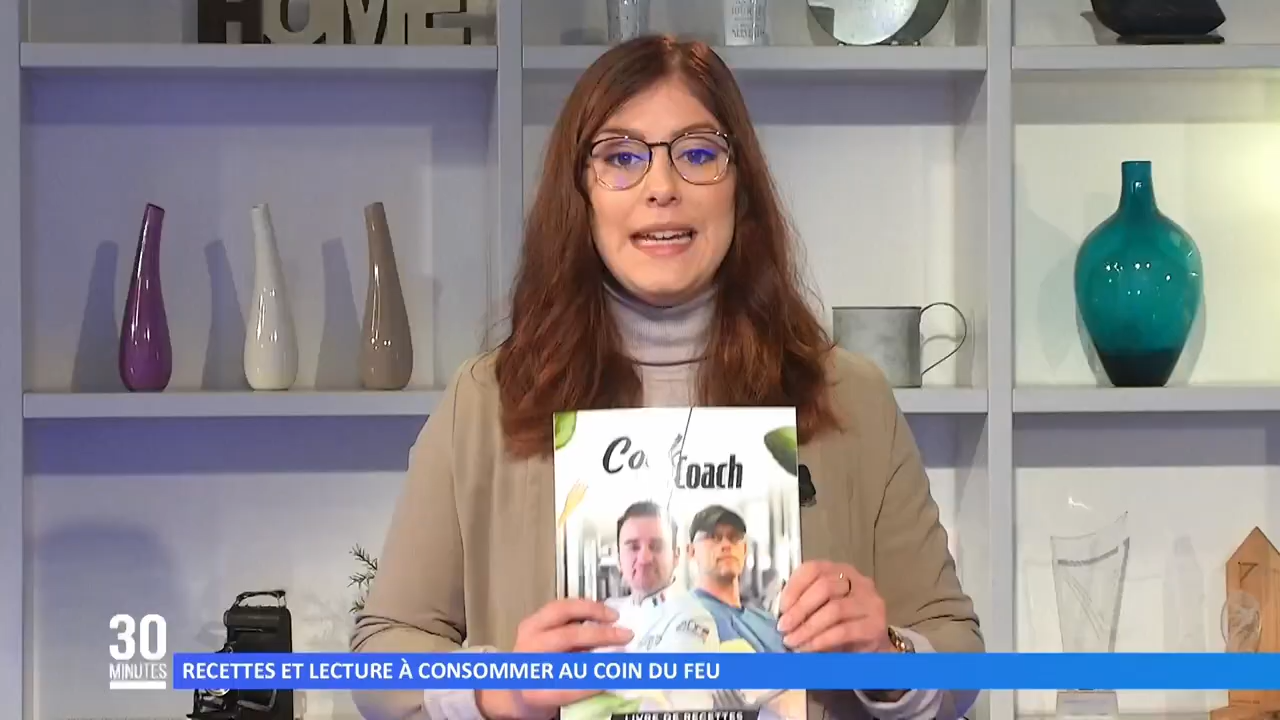 HOME
Coach
30
MINUTES
RECETTES ET LECTURE À CONSOMMER AU COIN DU FEU
LIVRE DE RECETTES